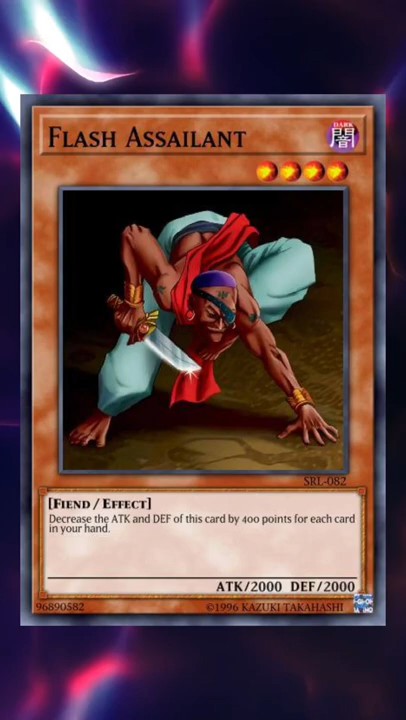 Flash Assailant
DARK
闇
SRL-082
[Fiend / Effect]
Decrease the ATK and DEF of this card by 400 points for each card
in your hand.
ATK/2000 DEF/2000
96890582
©1996 KAZUKI TAKAHASHI